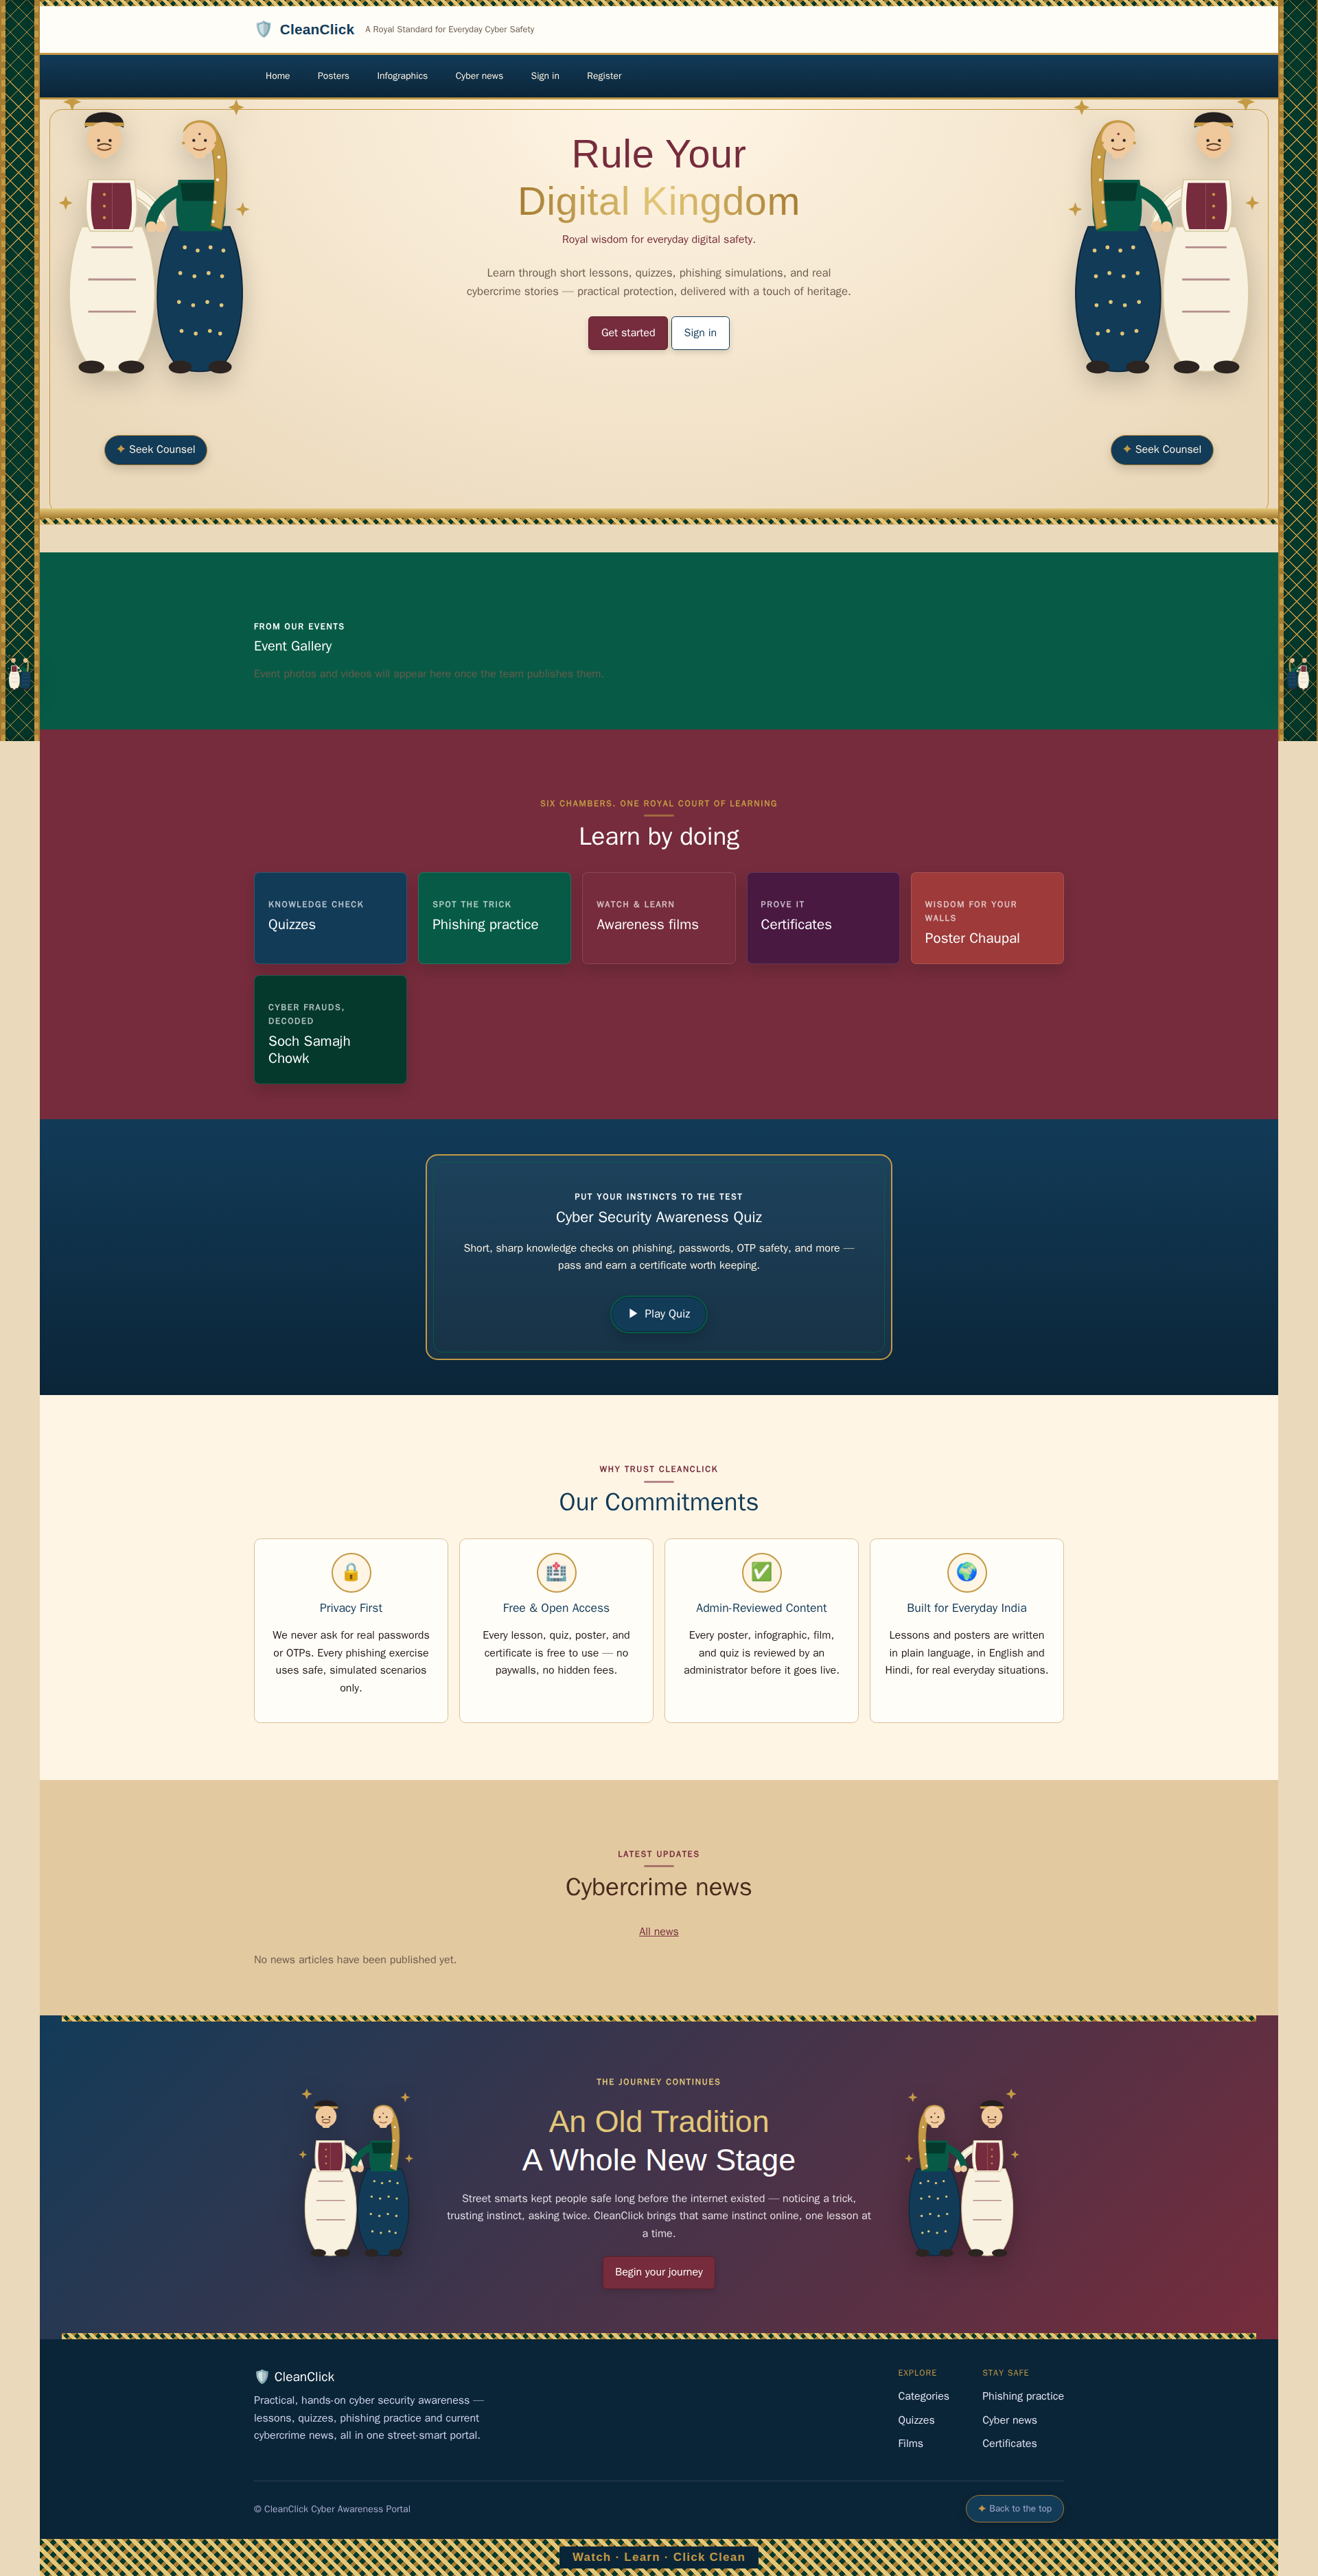 CleanClick A Royal Standard for Everyday Cyber Safety
Home Posters Infographics Cyber news Sign in Register
Rule Your
Digital Kingdom
Royal wisdom for everyday digital safety.
Learn through short lessons, quizzes, phishing simulations, and real
cybercrime stories — practical protection, delivered with a touch of heritage.
Get started Sign in
Seek Counsel Seek Counsel
FROM OUR EVENTS
Event Gallery
Event photos and videos will appear here once the team publishes them.
SIX CHAMBERS. ONE ROYAL COURT OF LEARNING
Learn by doing
KNOWLEDGE CHECK
Quizzes
SPOT THE TRICK
Phishing practice
WATCH & LEARN
Awareness films
PROVE IT
Certificates
WISDOM FOR YOUR
WALLS
Poster Chaupal
CYBER FRAUDS,
DECODED
Soch Samajh
Chowk
PUT YOUR INSTINCTS TO THE TEST
Cyber Security Awareness Quiz
Short, sharp knowledge checks on phishing, passwords, OTP safety, and more —
pass and earn a certificate worth keeping.
Play Quiz
WHY TRUST CLEANCLICK
Our Commitments
Privacy First
We never ask for real passwords
or OTPs. Every phishing exercise
uses safe, simulated scenarios
only.
Free & Open Access
Every lesson, quiz, poster, and
certificate is free to use — no
paywalls, no hidden fees.
Admin-Reviewed Content
Every poster, infographic, film,
and quiz is reviewed by an
administrator before it goes live.
Built for Everyday India
Lessons and posters are written
in plain language, in English and
Hindi, for real everyday situations.
LATEST UPDATES
Cybercrime news
All news
No news articles have been published yet.
THE JOURNEY CONTINUES
An Old Tradition
A Whole New Stage
Street smarts kept people safe long before the internet existed — noticing a trick,
trusting instinct, asking twice. CleanClick brings that same instinct online, one lesson at
a time.
Begin your journey
CleanClick
Practical, hands-on cyber security awareness —
lessons, quizzes, phishing practice and current
cybercrime news, all in one street-smart portal.
EXPLORE
Categories
Quizzes
Films
STAY SAFE
Phishing practice
Cyber news
Certificates
© CleanClick Cyber Awareness Portal
Back to the top
Watch · Learn · Click Clean